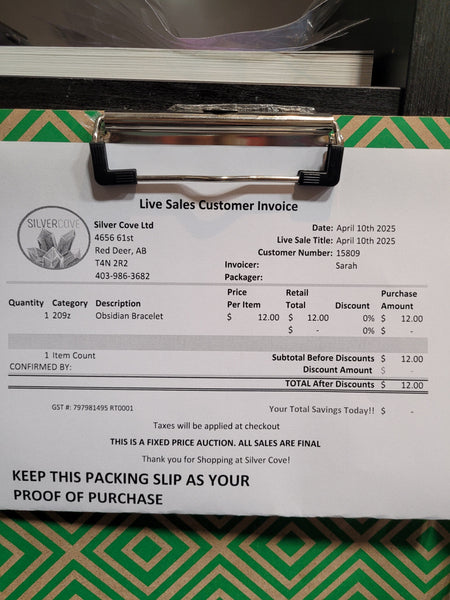 Live Sales Customer Invoice
SILVERCOVE
Silver Cove Ltd
4656 61st
Red Deer, AB
T4N 2R2
403-986-3682
Date: April 10th 2025
Live Sale Title: April 10th 2025
Customer Number: 15809
Invoicer: Sarah
Packager:
Quantity Category Description Price Per Item Retail Total Discount Purchase Amount
1 209z Obsidian Bracelet $ 12.00 $ 12.00 0% $ 12.00
$ - 0% $ -
1 Item Count Subtotal Before Discounts $ 12.00
CONFIRMED BY: Discount Amount $ -
TOTAL After Discounts $ 12.00
GST #: 797981495 RT0001 Your Total Savings Today!! $ -
Taxes will be applied at checkout
THIS IS A FIXED PRICE AUCTION. ALL SALES ARE FINAL
Thank you for Shopping at Silver Cove!
KEEP THIS PACKING SLIP AS YOUR
PROOF OF PURCHASE